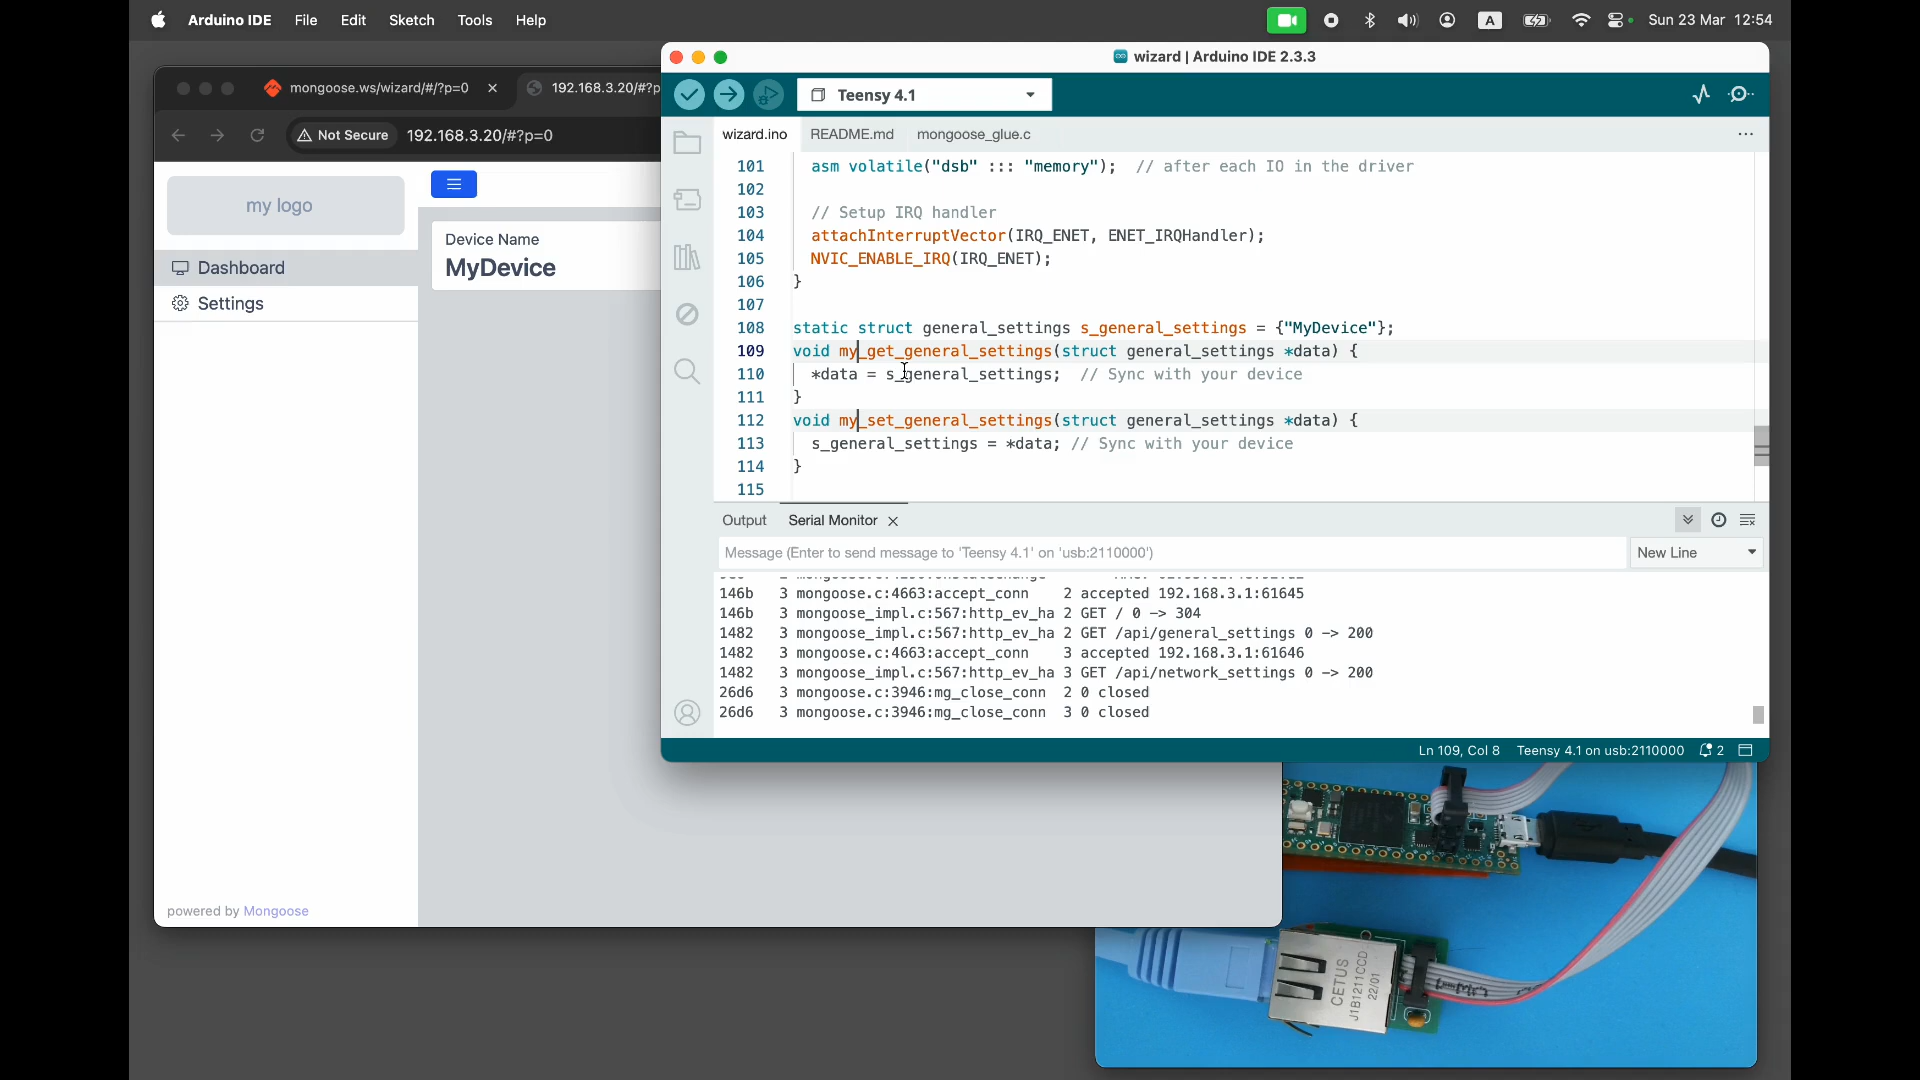 Arduino IDE File Edit Sketch Tools Help
A
Sun 23 Mar 12:54
wizard | Arduino IDE 2.3.3
mongoose.ws/wizard/#/?p=0
192.168.3.20/#?p
Not Secure 192.168.3.20/#?p=0
my logo
Dashboard
Settings
Device Name
MyDevice
powered by Mongoose
Teensy 4.1
wizard.ino README.md mongoose_glue.c
101 asm volatile("dsb" ::: "memory"); // after each IO in the driver
102
103 // Setup IRQ handler
104 attachInterruptVector(IRQ_ENET, ENET_IRQHandler);
105 NVIC_ENABLE_IRQ(IRQ_ENET);
106 }
107
108 static struct general_settings s_general_settings = {"MyDevice"};
109 void my_get_general_settings(struct general_settings *data) {
110 *data = s_general_settings; // Sync with your device
111 }
112 void my_set_general_settings(struct general_settings *data) {
113 s_general_settings = *data; // Sync with your device
114 }
115
Output Serial Monitor
Message (Enter to send message to 'Teensy 4.1' on 'usb:2110000')
New Line
146b 3 mongoose.c:4663:accept_conn 2 accepted 192.168.3.1:61645
146b 3 mongoose_impl.c:567:http_ev_ha 2 GET / 0 -> 304
1482 3 mongoose_impl.c:567:http_ev_ha 2 GET /api/general_settings 0 -> 200
1482 3 mongoose.c:4663:accept_conn 3 accepted 192.168.3.1:61646
1482 3 mongoose_impl.c:567:http_ev_ha 3 GET /api/network_settings 0 -> 200
26d6 3 mongoose.c:3946:mg_close_conn 2 0 closed
26d6 3 mongoose.c:3946:mg_close_conn 3 0 closed
Ln 109, Col 8 Teensy 4.1 on usb:2110000 2
CETUS
J1B1211CCD
22/01